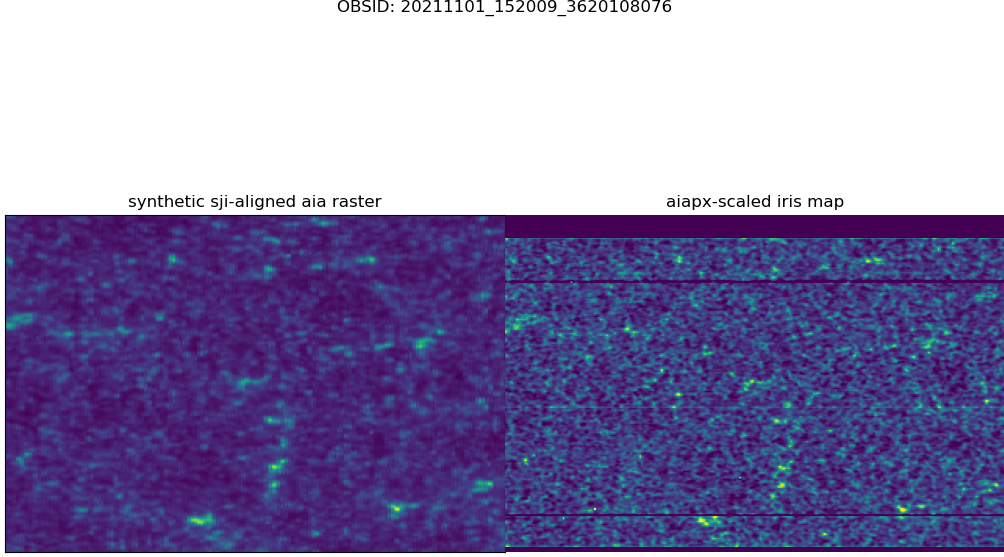 OBSID: 20211101_152009_3620108076
synthetic sji-aligned aia raster
aiapx-scaled iris map